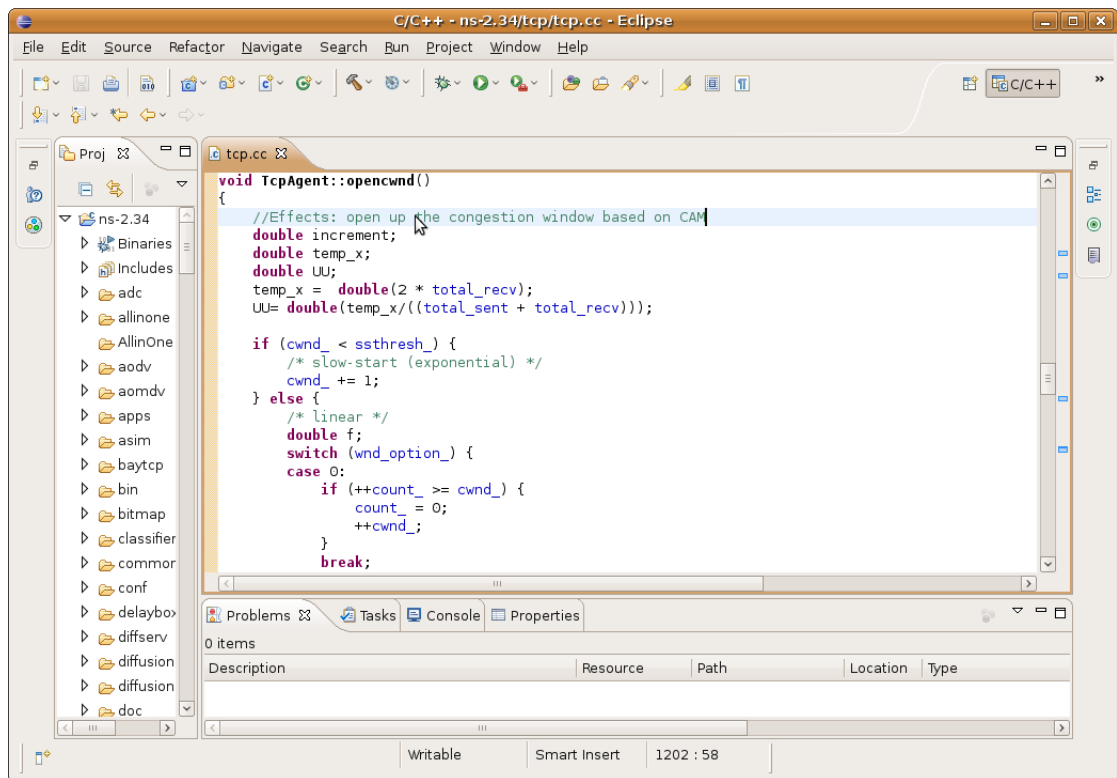 C/C++ - ns-2.34/tcp/tcp.cc - Eclipse
File Edit Source Refactor Navigate Search Run Project Window Help
C/C++ »
Proj
tcp.cc
void TcpAgent::opencwnd()
{
//Effects: open up the congestion window based on CAM
double increment;
double temp_x;
double UU;
temp_x =  double(2 * total_recv);
UU= double(temp_x/((total_sent + total_recv)));
if (cwnd_ < ssthresh_) {
/* slow-start (exponential) */
cwnd_ += 1;
} else {
/* linear */
double f;
switch (wnd_option_) {
case 0:
if (++count_ >= cwnd_) {
count_ = 0;
++cwnd_;
}
break;
ns-2.34
Binaries
Includes
adc
allinone
AllinOne
aodv
aomdv
apps
asim
baytcp
bin
bitmap
classifier
commor
conf
delaybox
diffserv
diffusion
diffusion
doc
Problems Tasks Console Properties
0 items
Description Resource Path Location Type
Writable Smart Insert 1202 : 58